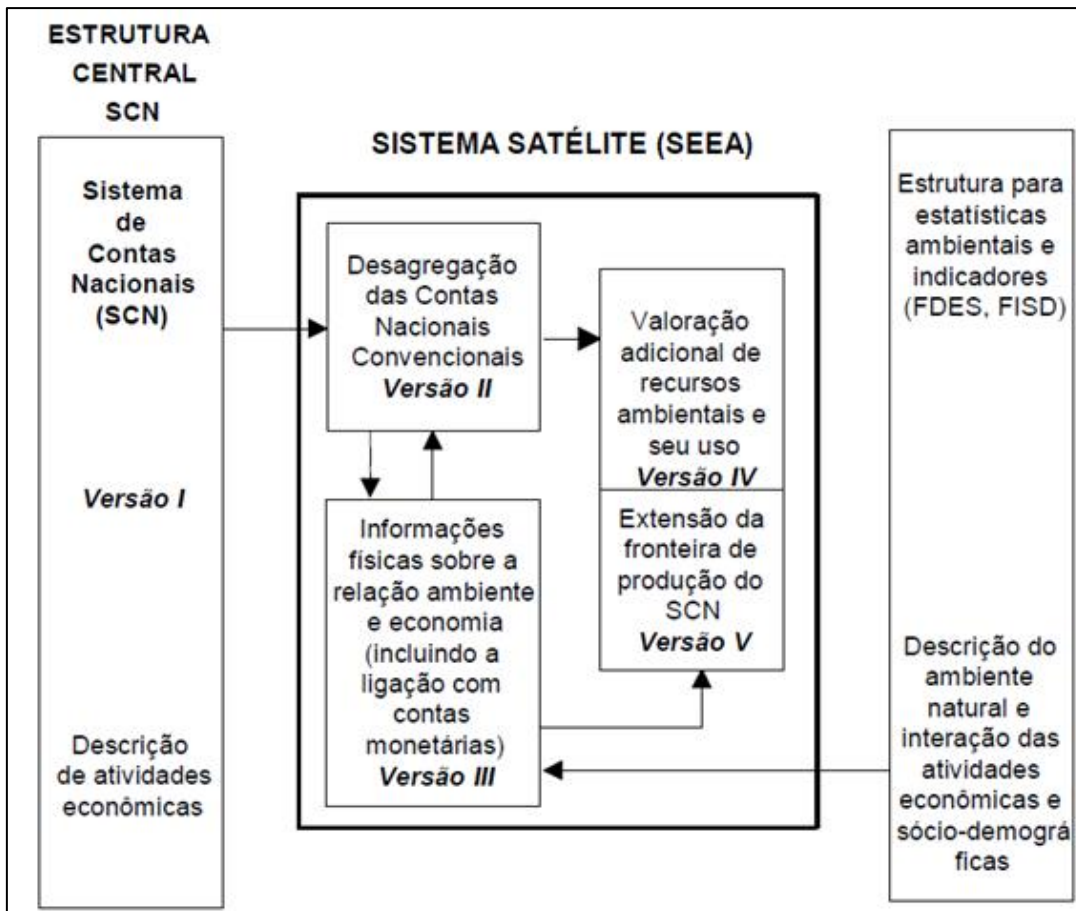 ESTRUTURA
CENTRAL
SCN
Sistema
de
Contas
Nacionais
(SCN)
Versão I
Descrição
de atividades
econômicas
SISTEMA SATÉLITE (SEEA)
Desagregação
das Contas
Nacionais
Convencionais
Versão II
Informações
físicas sobre a
relação ambiente
e economia
(incluindo a
ligação com
contas
monetárias)
Versão III
Valoração
adicional de
recursos
ambientais e
seu uso
Versão IV
Extensão da
fronteira de
produção do
SCN
Versão V
Estrutura para
estatísticas
ambientais e
indicadores
(FDES, FISD)
Descrição do
ambiente
natural e
interação das
atividades
econômicas e
sócio-demográ
ficas